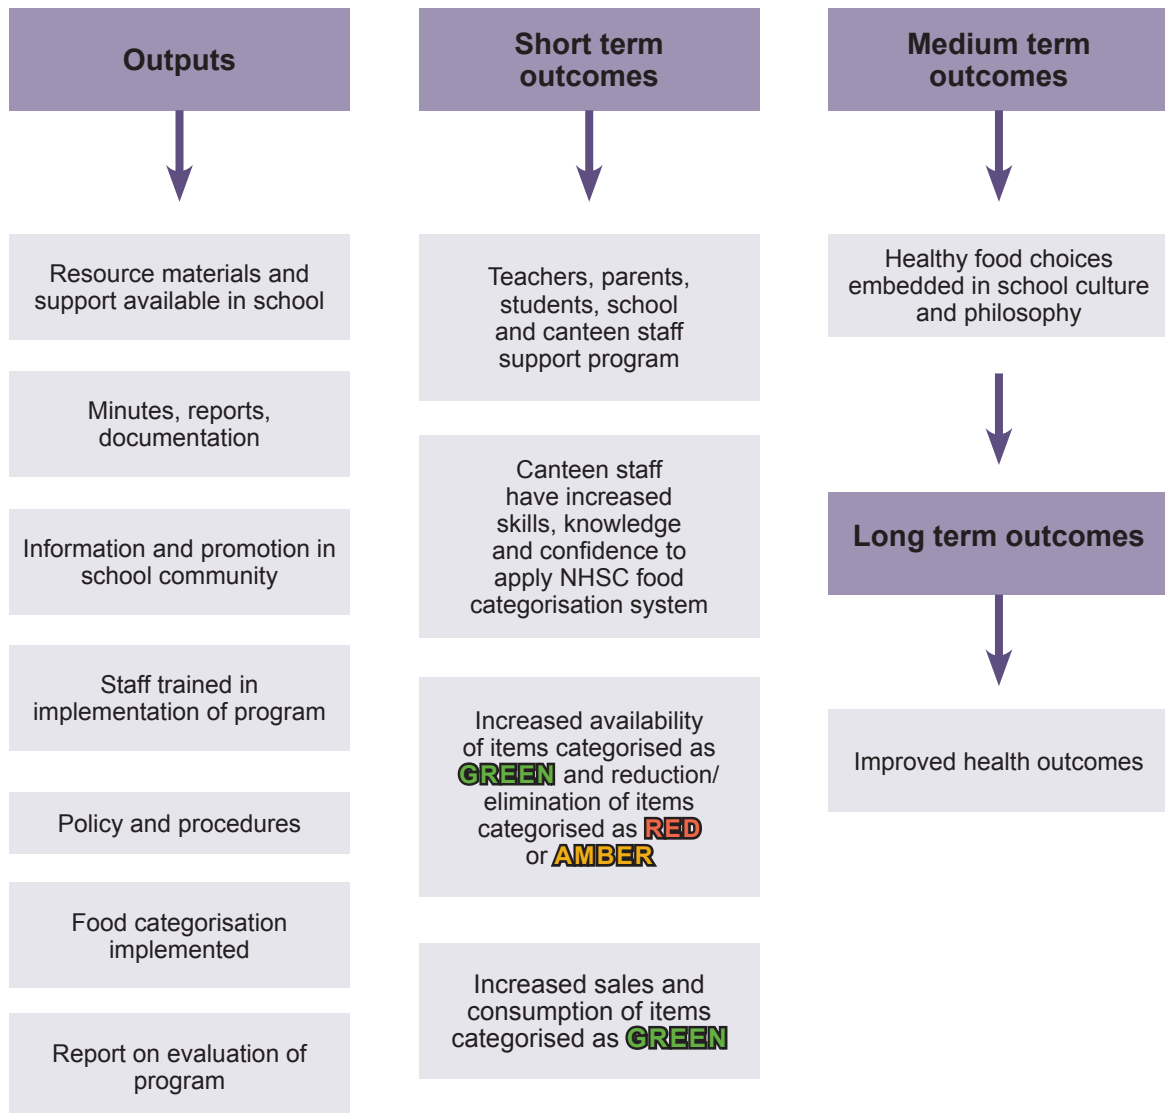 Outputs
Resource materials and
support available in school
Minutes, reports,
documentation
Information and promotion in
school community
Staff trained in
implementation of program
Policy and procedures
Food categorisation
implemented
Report on evaluation of
program
Short term
outcomes
Teachers, parents,
students, school
and canteen staff
support program
Canteen staff
have increased
skills, knowledge
and confidence to
apply NHSC food
categorisation system
Increased availability
of items categorised as
GREEN and reduction/
elimination of items
categorised as RED
or AMBER
Increased sales and
consumption of items
categorised as GREEN
Medium term
outcomes
Healthy food choices
embedded in school culture
and philosophy
Long term outcomes
Improved health outcomes